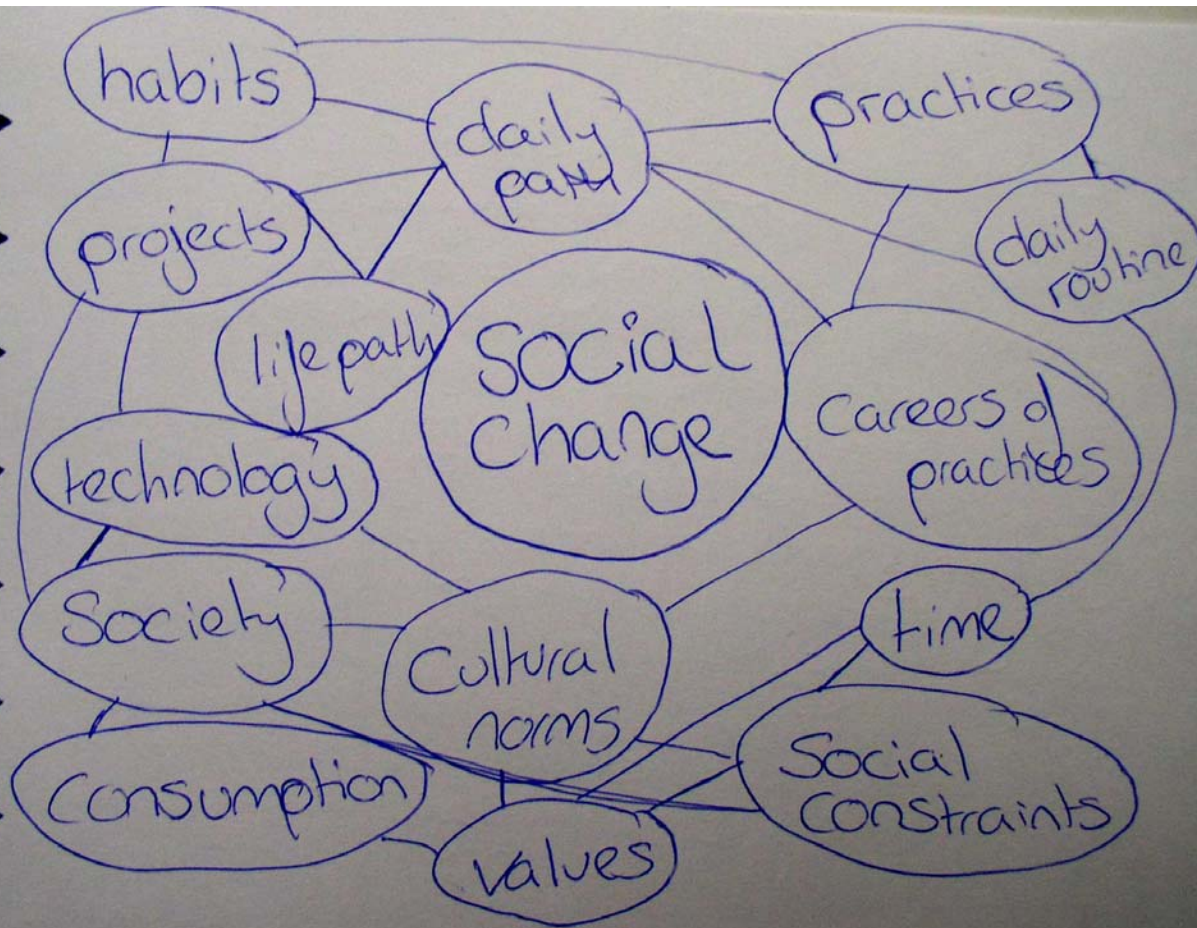 habits
daily
path
practices
projects
daily
routine
life path
Social
Change
Careers of
practices
technology
Society
Cultural
norms
time
Consumption
values
Social
constraints